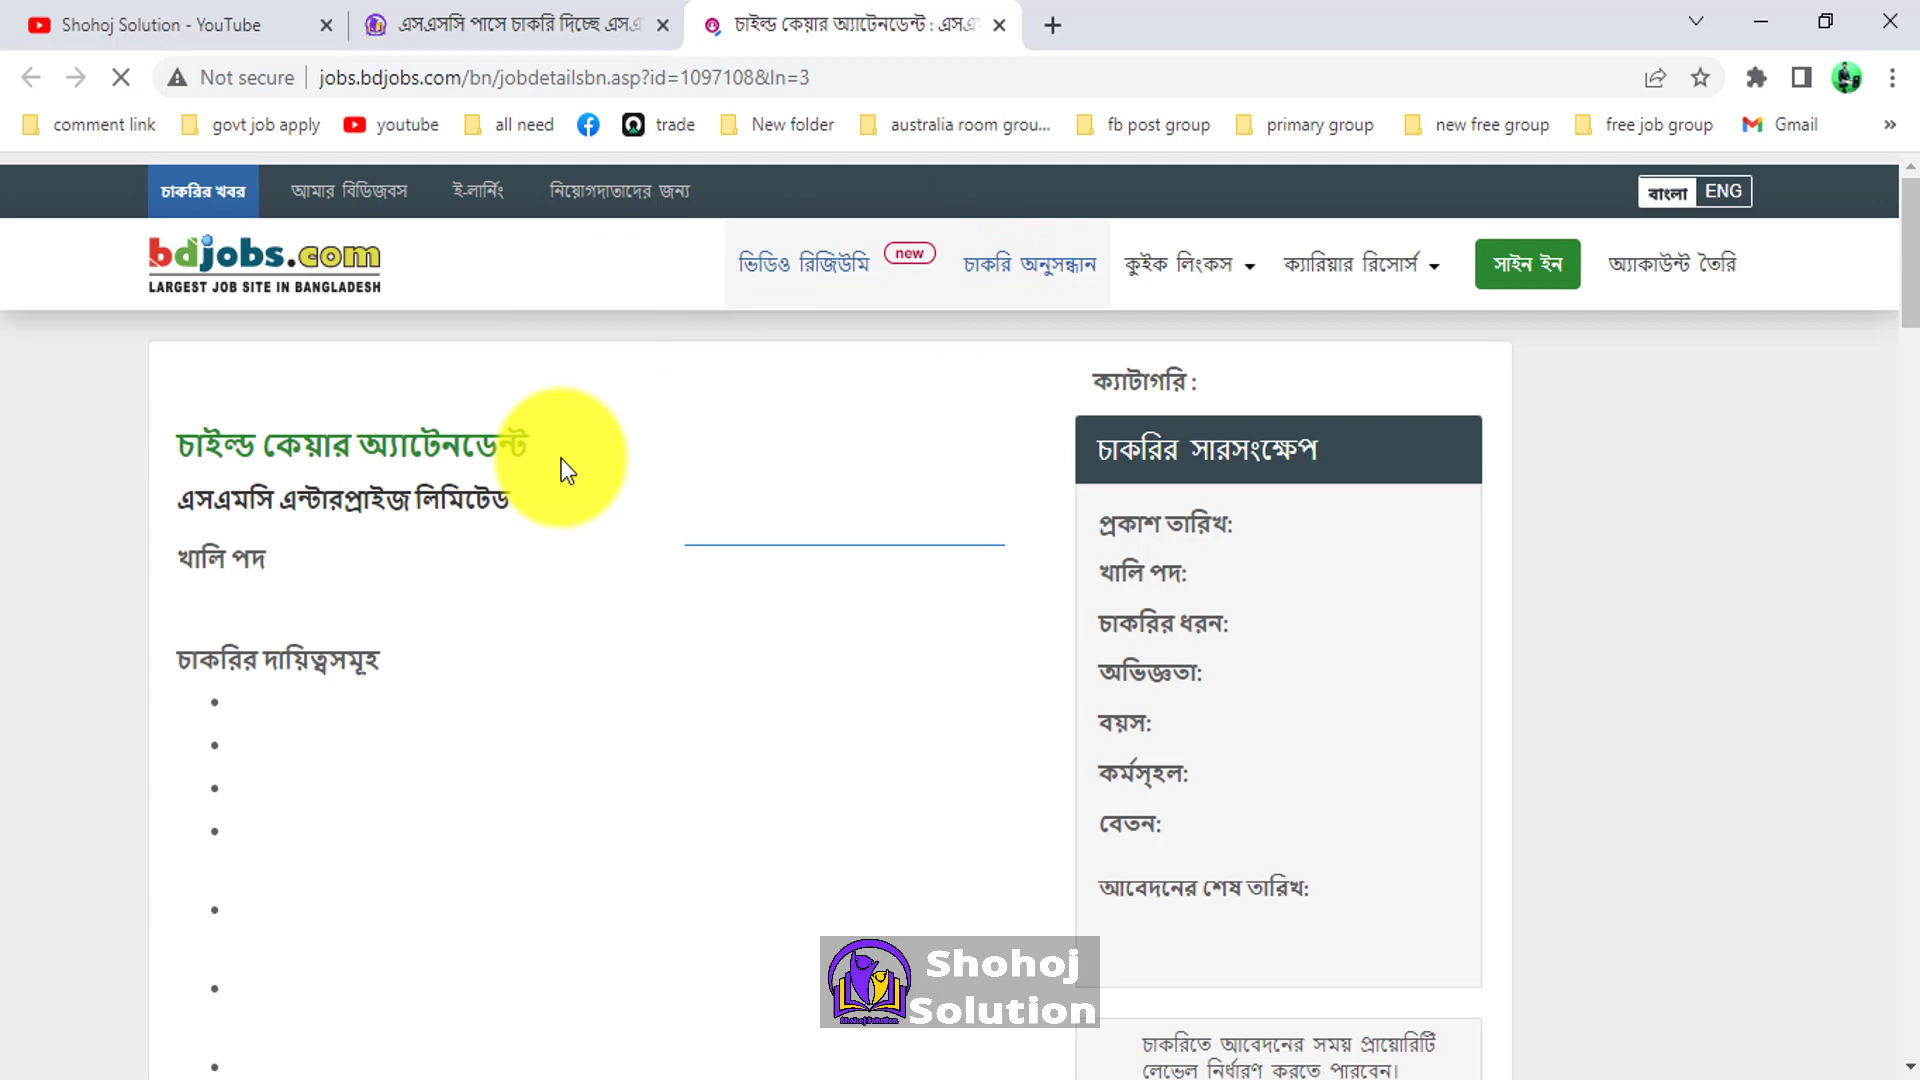 Shohoj Solution - YouTube
এসএসসি পাসে চাকরি দিচ্ছে এসএ
চাইল্ড কেয়ার অ্যাটেনডেন্ট : এসএ
Not secure
jobs.bdjobs.com/bn/jobdetailsbn.asp?id=1097108&ln=3
comment link
govt job apply
youtube
all need
trade
New folder
australia room grou...
fb post group
primary group
new free group
free job group
Gmail
»
চাকরির খবর
আমার বিডিজবস
ই-লার্নিং
নিয়োগদাতাদের জন্য
বাংলা ENG
bdjobs.com
LARGEST JOB SITE IN BANGLADESH
ভিডিও রিজিউমি new
চাকরি অনুসন্ধান
কুইক লিংকস
ক্যারিয়ার রিসোর্স
সাইন ইন
অ্যাকাউন্ট তৈরি
চাইল্ড কেয়ার অ্যাটেনডেন্ট
এসএমসি এন্টারপ্রাইজ লিমিটেড
খালি পদ
চাকরির দায়িত্বসমূহ
ক্যাটাগরি :
চাকরির সারসংক্ষেপ
প্রকাশ তারিখ:
খালি পদ:
চাকরির ধরন:
অভিজ্ঞতা:
বয়স:
কর্মস্হল:
বেতন:
আবেদনের শেষ তারিখ:
চাকরিতে আবেদনের সময় প্রায়োরিটি
লেভেল নির্ধারণ করতে পারবেন।
Shohoj
Solution
Shohoj Solution